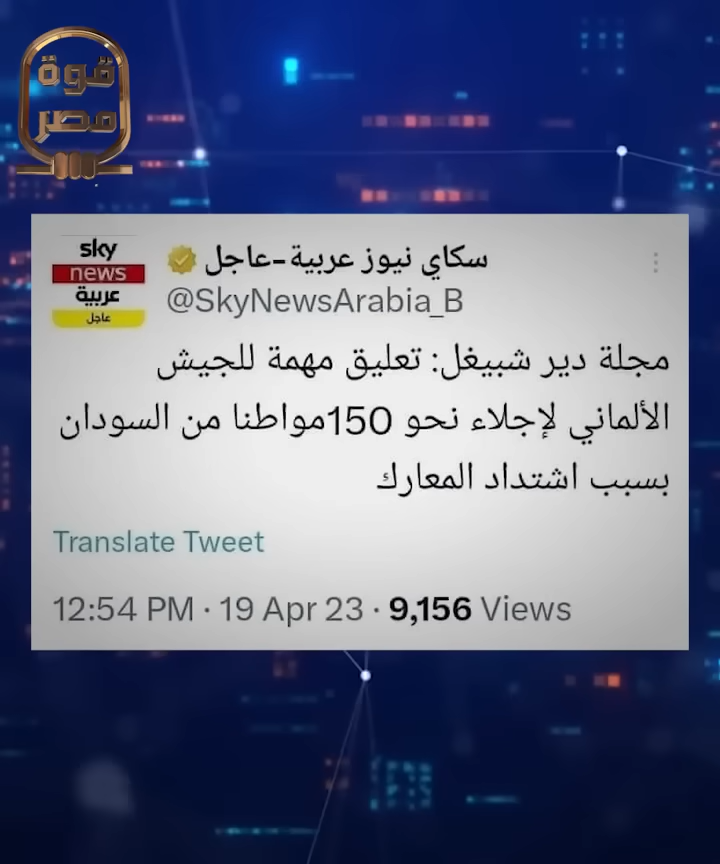 قوة
مصر
sky
news
عربية
عاجل
سكاي نيوز عربية-عاجل
@SkyNewsArabia_B
مجلة دير شبيغل: تعليق مهمة للجيش
الألماني لإجلاء نحو 150مواطنا من السودان
بسبب اشتداد المعارك
Translate Tweet
12:54 PM · 19 Apr 23 · 9,156 Views